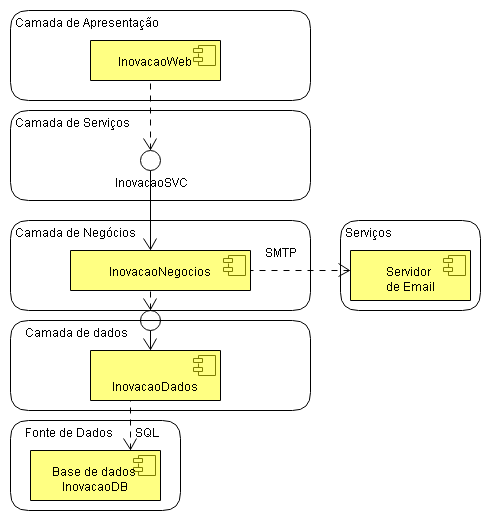 Camada de Apresentação
InovacaoWeb
Camada de Serviços
InovacaoSVC
Camada de Negócios
InovacaoNegocios
SMTP
Serviços
Servidor
de Email
Camada de dados
InovacaoDados
Fonte de Dados
SQL
Base de dados
InovacaoDB